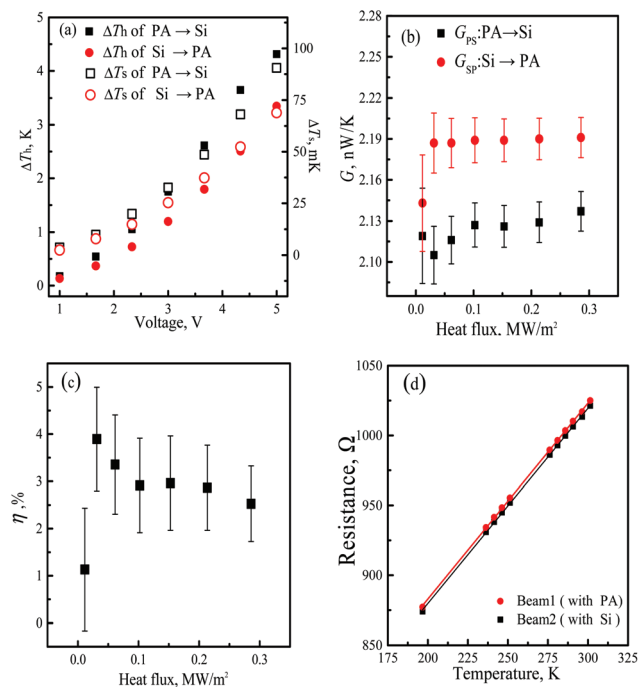 (a)
■ ΔTh of PA → Si
● ΔTh of Si → PA
□ ΔTs of PA → Si
○ ΔTs of Si → PA
5
4
3
2
1
0
ΔTh, K
100
75
50
25
0
ΔTs, mK
1 2 3 4 5
Voltage, V
(b)
■ GPS:PA→Si
● GSP:Si → PA
2.28
2.25
2.22
2.19
2.16
2.13
2.10
G, nW/K
0.0 0.1 0.2 0.3
Heat flux, MW/m²
(c)
5
4
3
2
1
0
η ,%
0.0 0.1 0.2 0.3
Heat flux, MW/m²
(d)
1050
1025
1000
950
875
850
Resistance, Ω
● Beam1 ( with PA)
■ Beam2 ( with Si )
175 200 225 250 275 300 325
Temperature, K